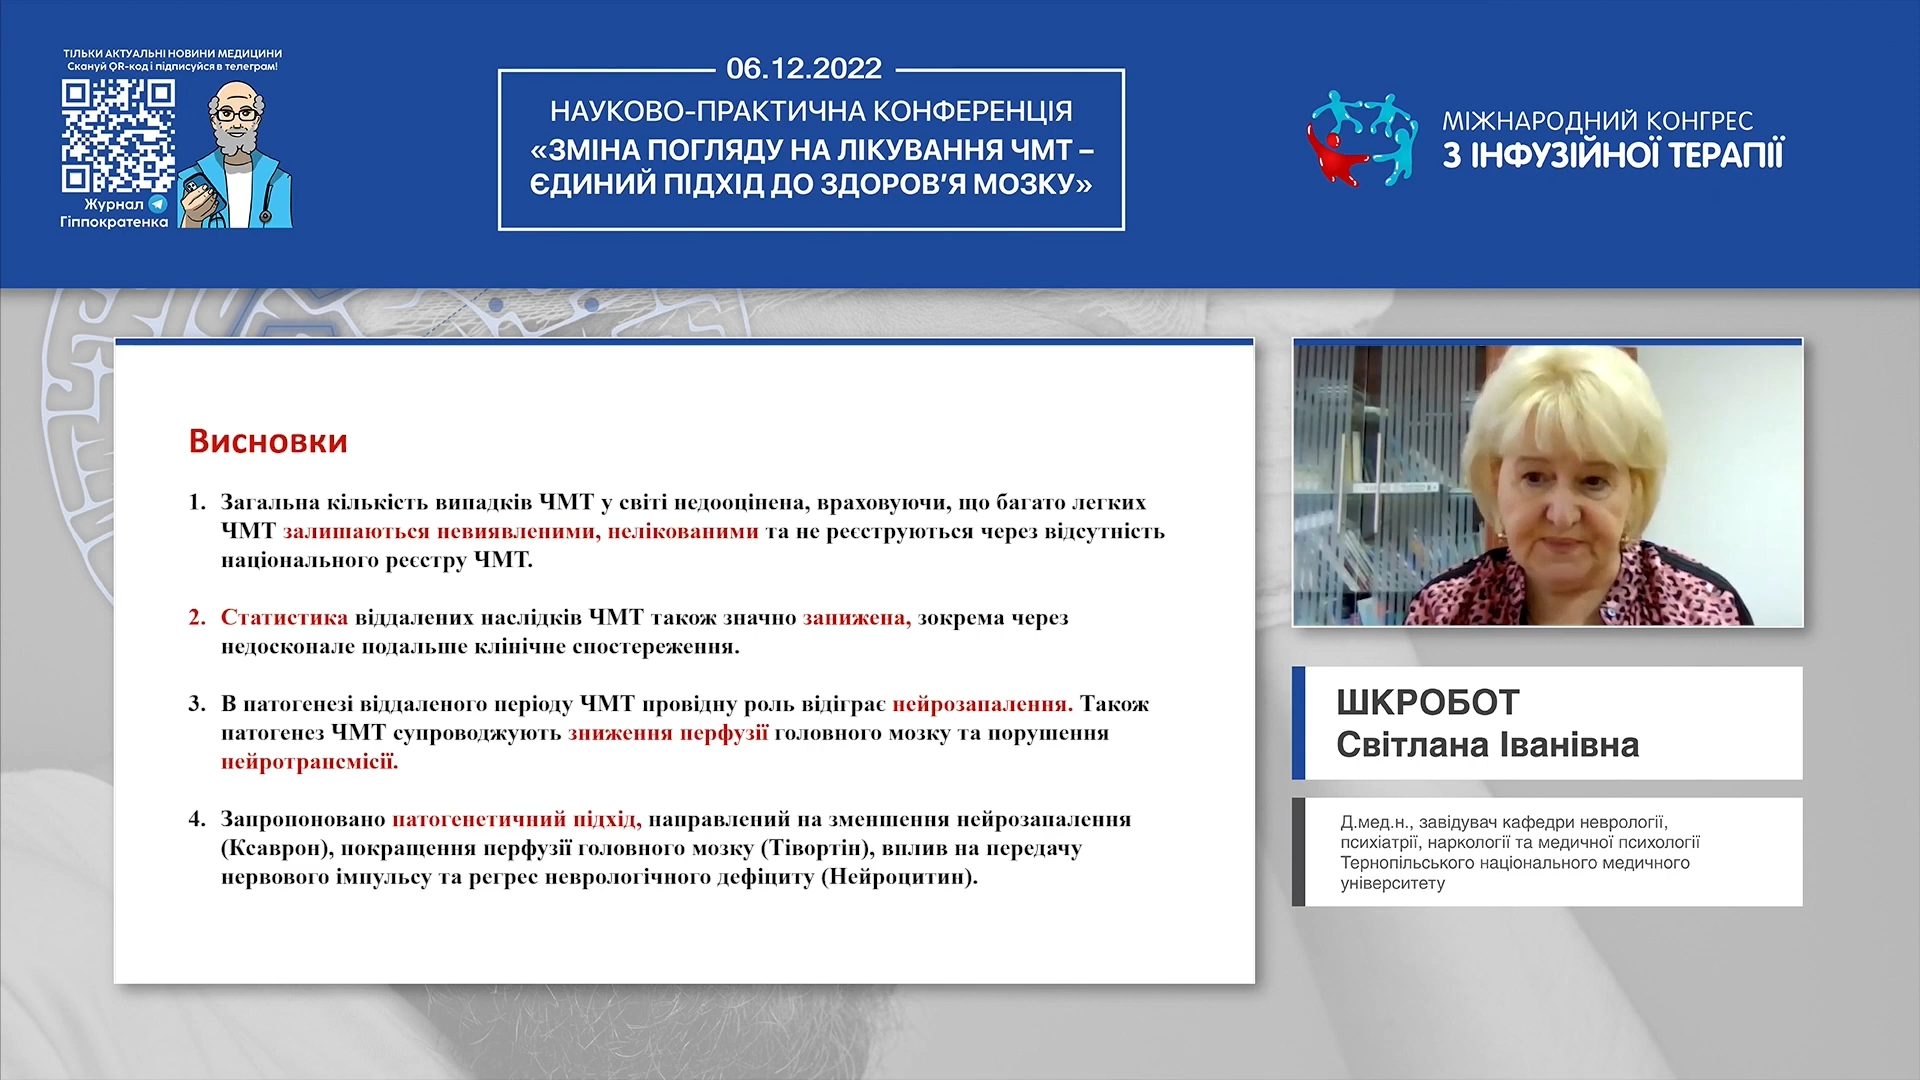 ТІЛЬКИ АКТУАЛЬНІ НОВИНИ МЕДИЦИНИ
Скануй QR-код і підписуйся в телеграм!
Журнал
Гіппократенка
06.12.2022
НАУКОВО-ПРАКТИЧНА КОНФЕРЕНЦІЯ
«ЗМІНА ПОГЛЯДУ НА ЛІКУВАННЯ ЧМТ –
ЄДИНИЙ ПІДХІД ДО ЗДОРОВ’Я МОЗКУ»
МІЖНАРОДНИЙ КОНГРЕС
З ІНФУЗІЙНОЇ ТЕРАПІЇ
Висновки
1. Загальна кількість випадків ЧМТ у світі недооцінена, враховуючи, що багато легких
ЧМТ залишаються невиявленими, нелікованими та не реєструються через відсутність
національного реєстру ЧМТ.
2. Статистика віддалених наслідків ЧМТ також значно занижена, зокрема через
недосконале подальше клінічне спостереження.
3. В патогенезі віддаленого періоду ЧМТ провідну роль відіграє нейрозапалення. Також
патогенез ЧМТ супроводжують зниження перфузії головного мозку та порушення
нейротрансмісії.
4. Запропоновано патогенетичний підхід, направлений на зменшення нейрозапалення
(Ксаврон), покращення перфузії головного мозку (Тівортін), вплив на передачу
нервового імпульсу та регрес неврологічного дефіциту (Нейроцитин).
ШКРОБОТ
Світлана Іванівна
Д.мед.н., завідувач кафедри неврології,
психіатрії, наркології та медичної психології
Тернопільського національного медичного
університету